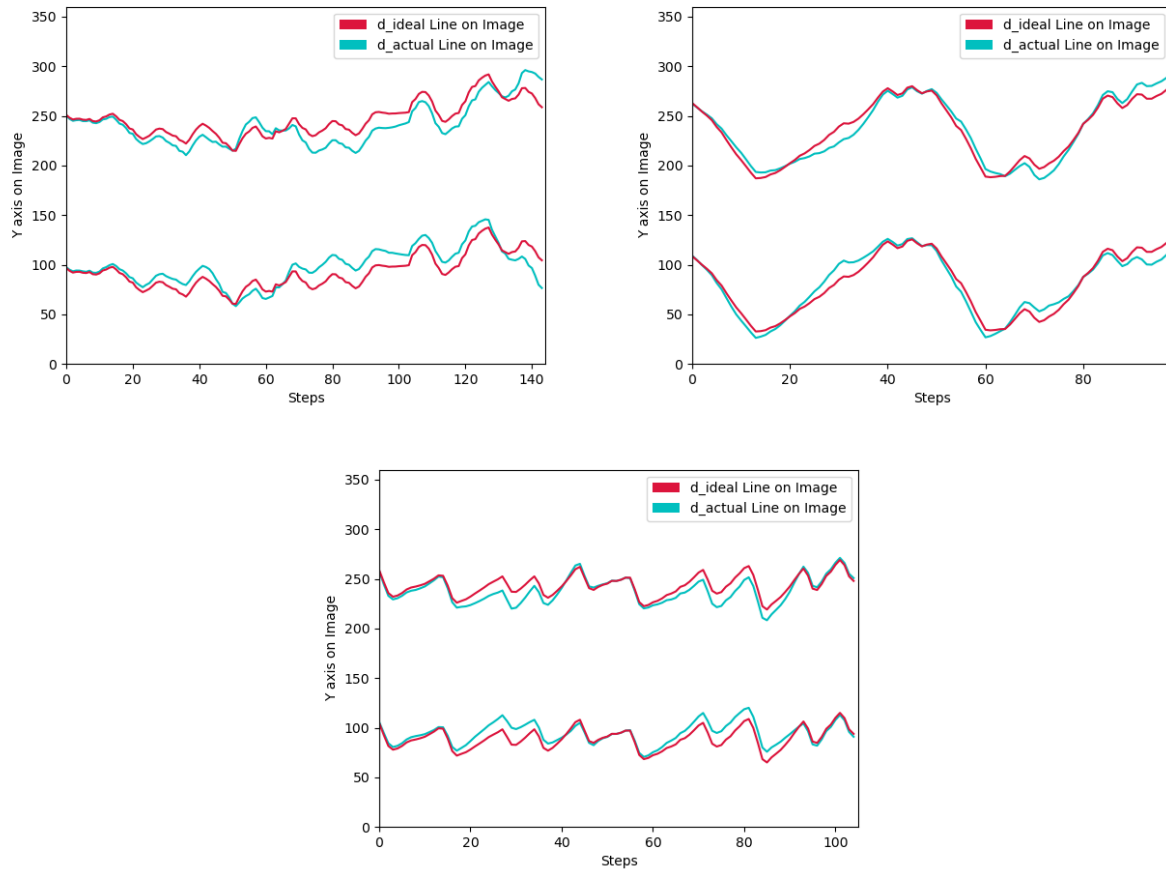 350
300
250
200
150
100
50
0
Y axis on Image
d_ideal Line on Image
d_actual Line on Image
0 20 40 60 80 100 120 140
Steps
350
300
250
200
150
100
50
0
Y axis on Image
d_ideal Line on Image
d_actual Line on Image
0 20 40 60 80
Steps
350
300
250
200
150
100
50
0
Y axis on Image
d_ideal Line on Image
d_actual Line on Image
0 20 40 60 80 100
Steps